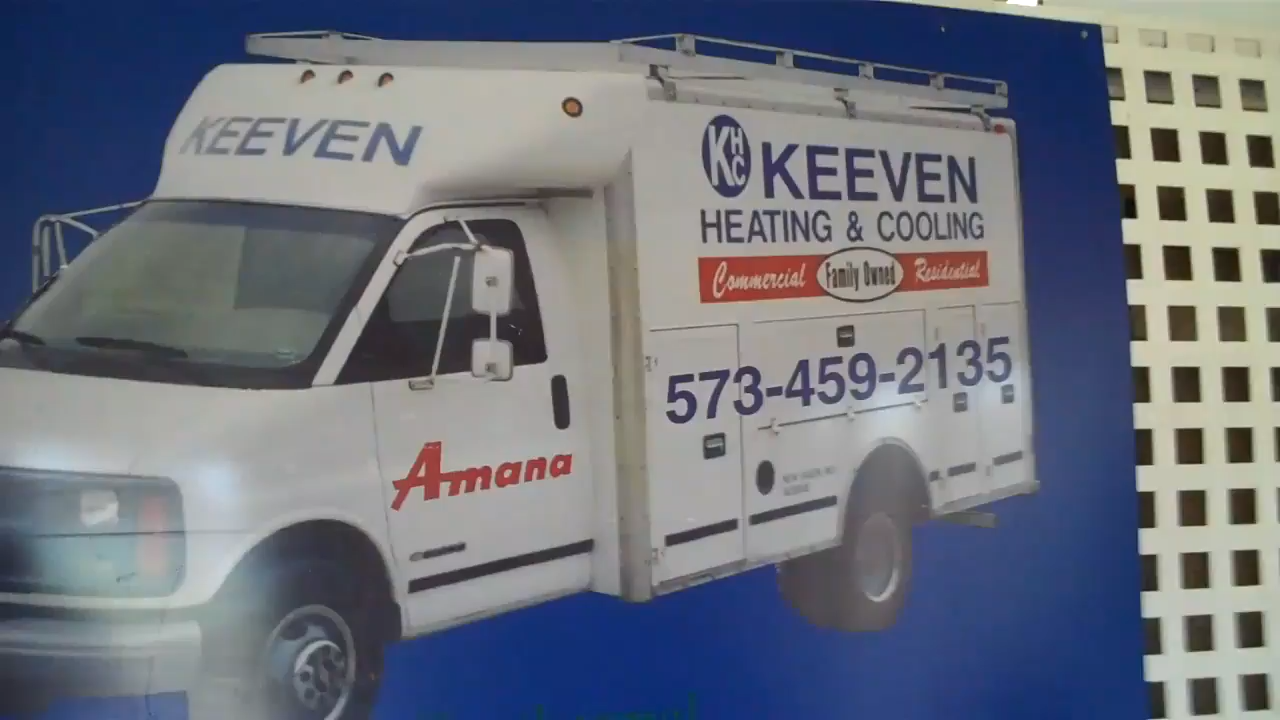 KEEVEN
KHC KEEVEN
HEATING & COOLING
Commercial Family Owned Residential
573-459-2135
Amana